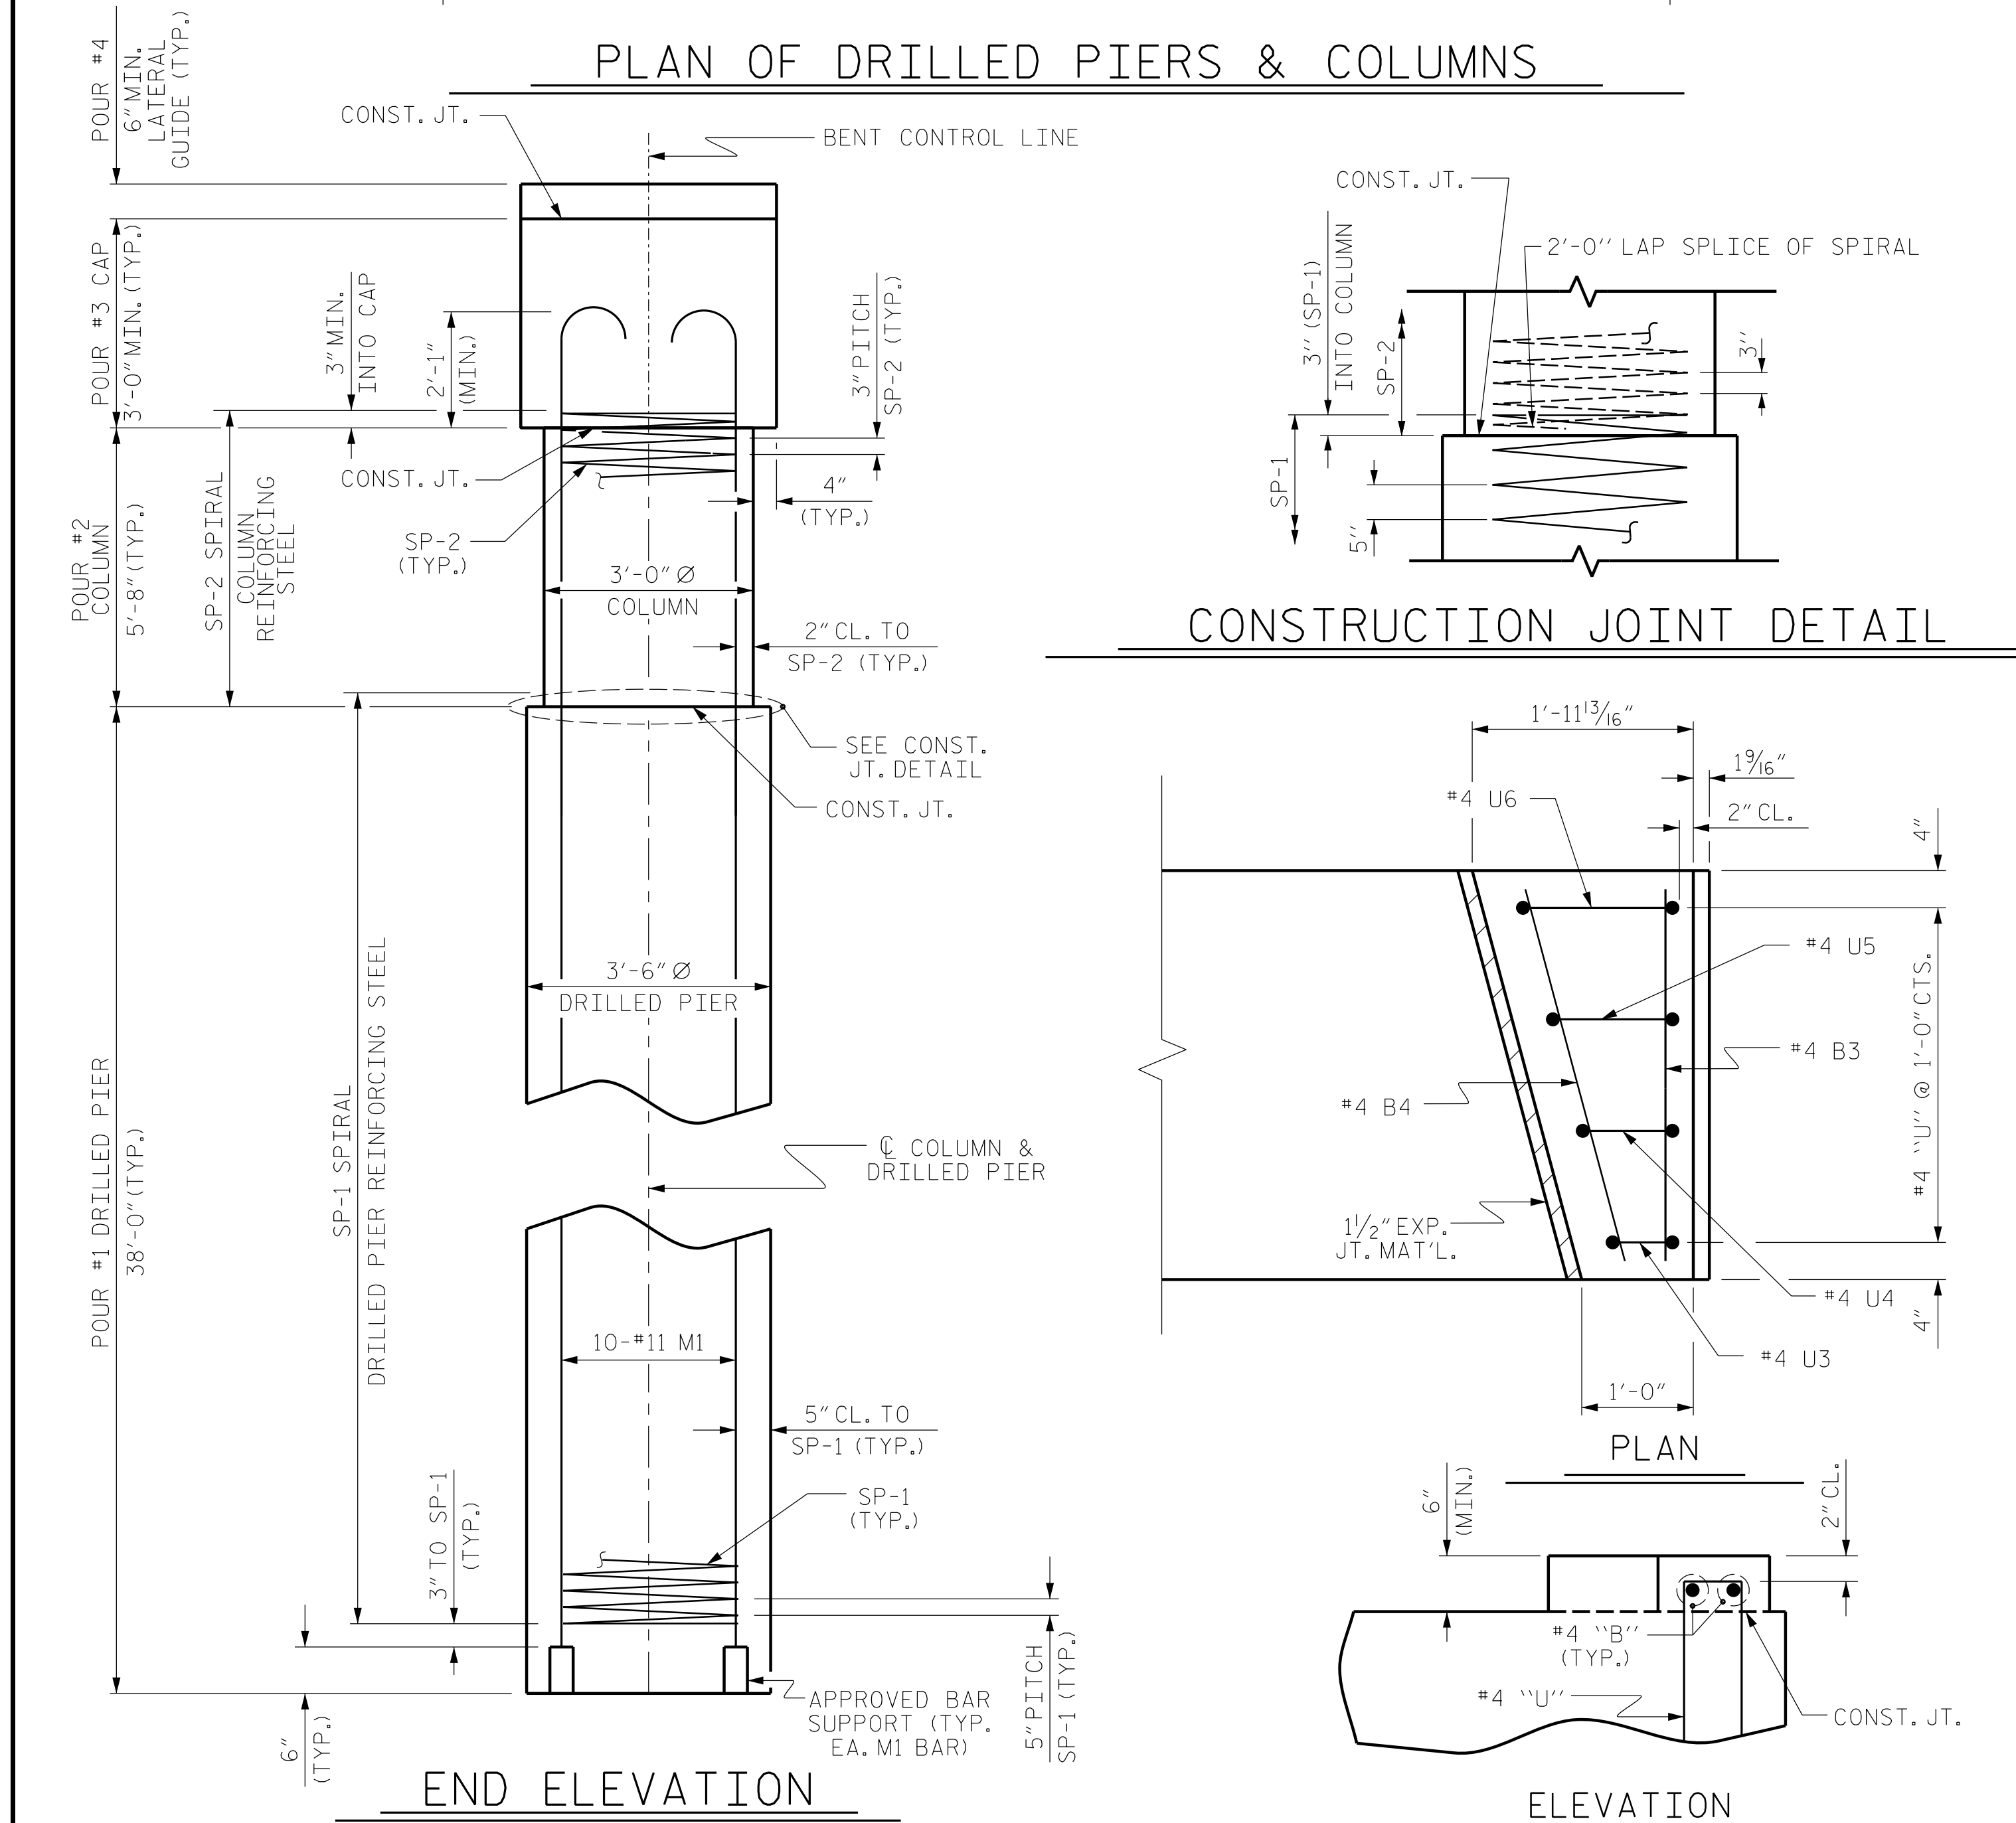 PLAN OF DRILLED PIERS & COLUMNS
POUR #4
6" MIN.
LATERAL
GUIDE (TYP.)
CONST. JT.
BENT CONTROL LINE
POUR #3 CAP
3'-0" MIN. (TYP.)
3" MIN.
INTO CAP
2'-1"
(MIN.)
3" PITCH
SP-2 (TYP.)
CONST. JT.
4"
(TYP.)
SP-2
(TYP.)
POUR #2
COLUMN
5'-8" (TYP.)
SP-2 SPIRAL
COLUMN
REINFORCING
STEEL
3'-0" Ø
COLUMN
2" CL. TO
SP-2 (TYP.)
SEE CONST.
JT. DETAIL
CONST. JT.
POUR #1 DRILLED PIER
38'-0" (TYP.)
SP-1 SPIRAL
DRILLED PIER REINFORCING STEEL
3'-6" Ø
DRILLED PIER
℄ COLUMN &
DRILLED PIER
10-#11 M1
5" CL. TO
SP-1 (TYP.)
3" TO SP-1
(TYP.)
SP-1
(TYP.)
6"
(TYP.)
APPROVED BAR
SUPPORT (TYP.
EA. M1 BAR)
5" PITCH
SP-1 (TYP.)
END ELEVATION
CONST. JT.
3'' (SP-1)
INTO COLUMN
2'-0'' LAP SPLICE OF SPIRAL
SP-2
3''
SP-1
5''
CONSTRUCTION JOINT DETAIL
1'-11 13/16"
1 9/16"
#4 U6
2" CL.
4"
#4 U5
#4 B3
#4 "U" @ 1'-0" CTS.
#4 B4
1 1/2" EXP.
JT. MAT'L.
#4 U4
4"
#4 U3
1'-0"
PLAN
6"
(MIN.)
2" CL.
#4 "B"
(TYP.)
#4 "U"
CONST. JT.
ELEVATION